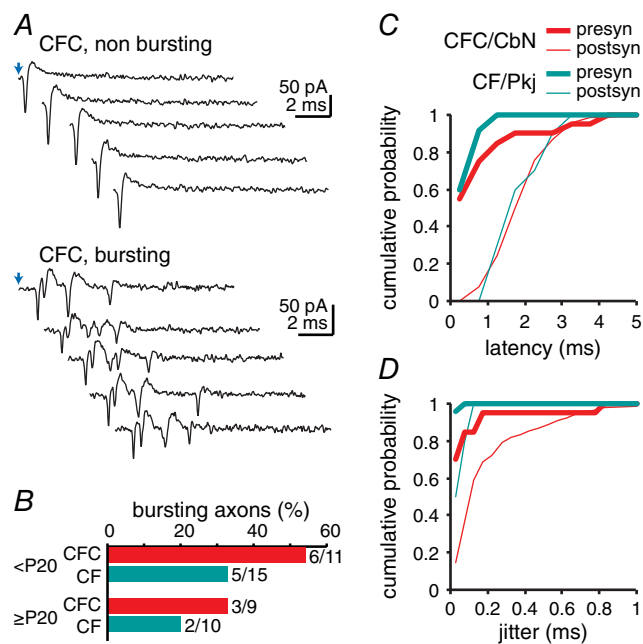 A
CFC, non bursting
50 pA
2 ms
CFC, bursting
50 pA
2 ms
B
bursting axons (%)
0 20 40 60
<P20 CFC 6/11
CF 5/15
≥P20 CFC 3/9
CF 2/10
C
CFC/CbN presyn
postsyn
CF/Pkj presyn
postsyn
cumulative probability
1
0.8
0.6
0.4
0.2
0
0 1 2 3 4 5
latency (ms)
D
cumulative probability
1
0.8
0.6
0.4
0.2
0
0 0.2 0.4 0.6 0.8 1
jitter (ms)